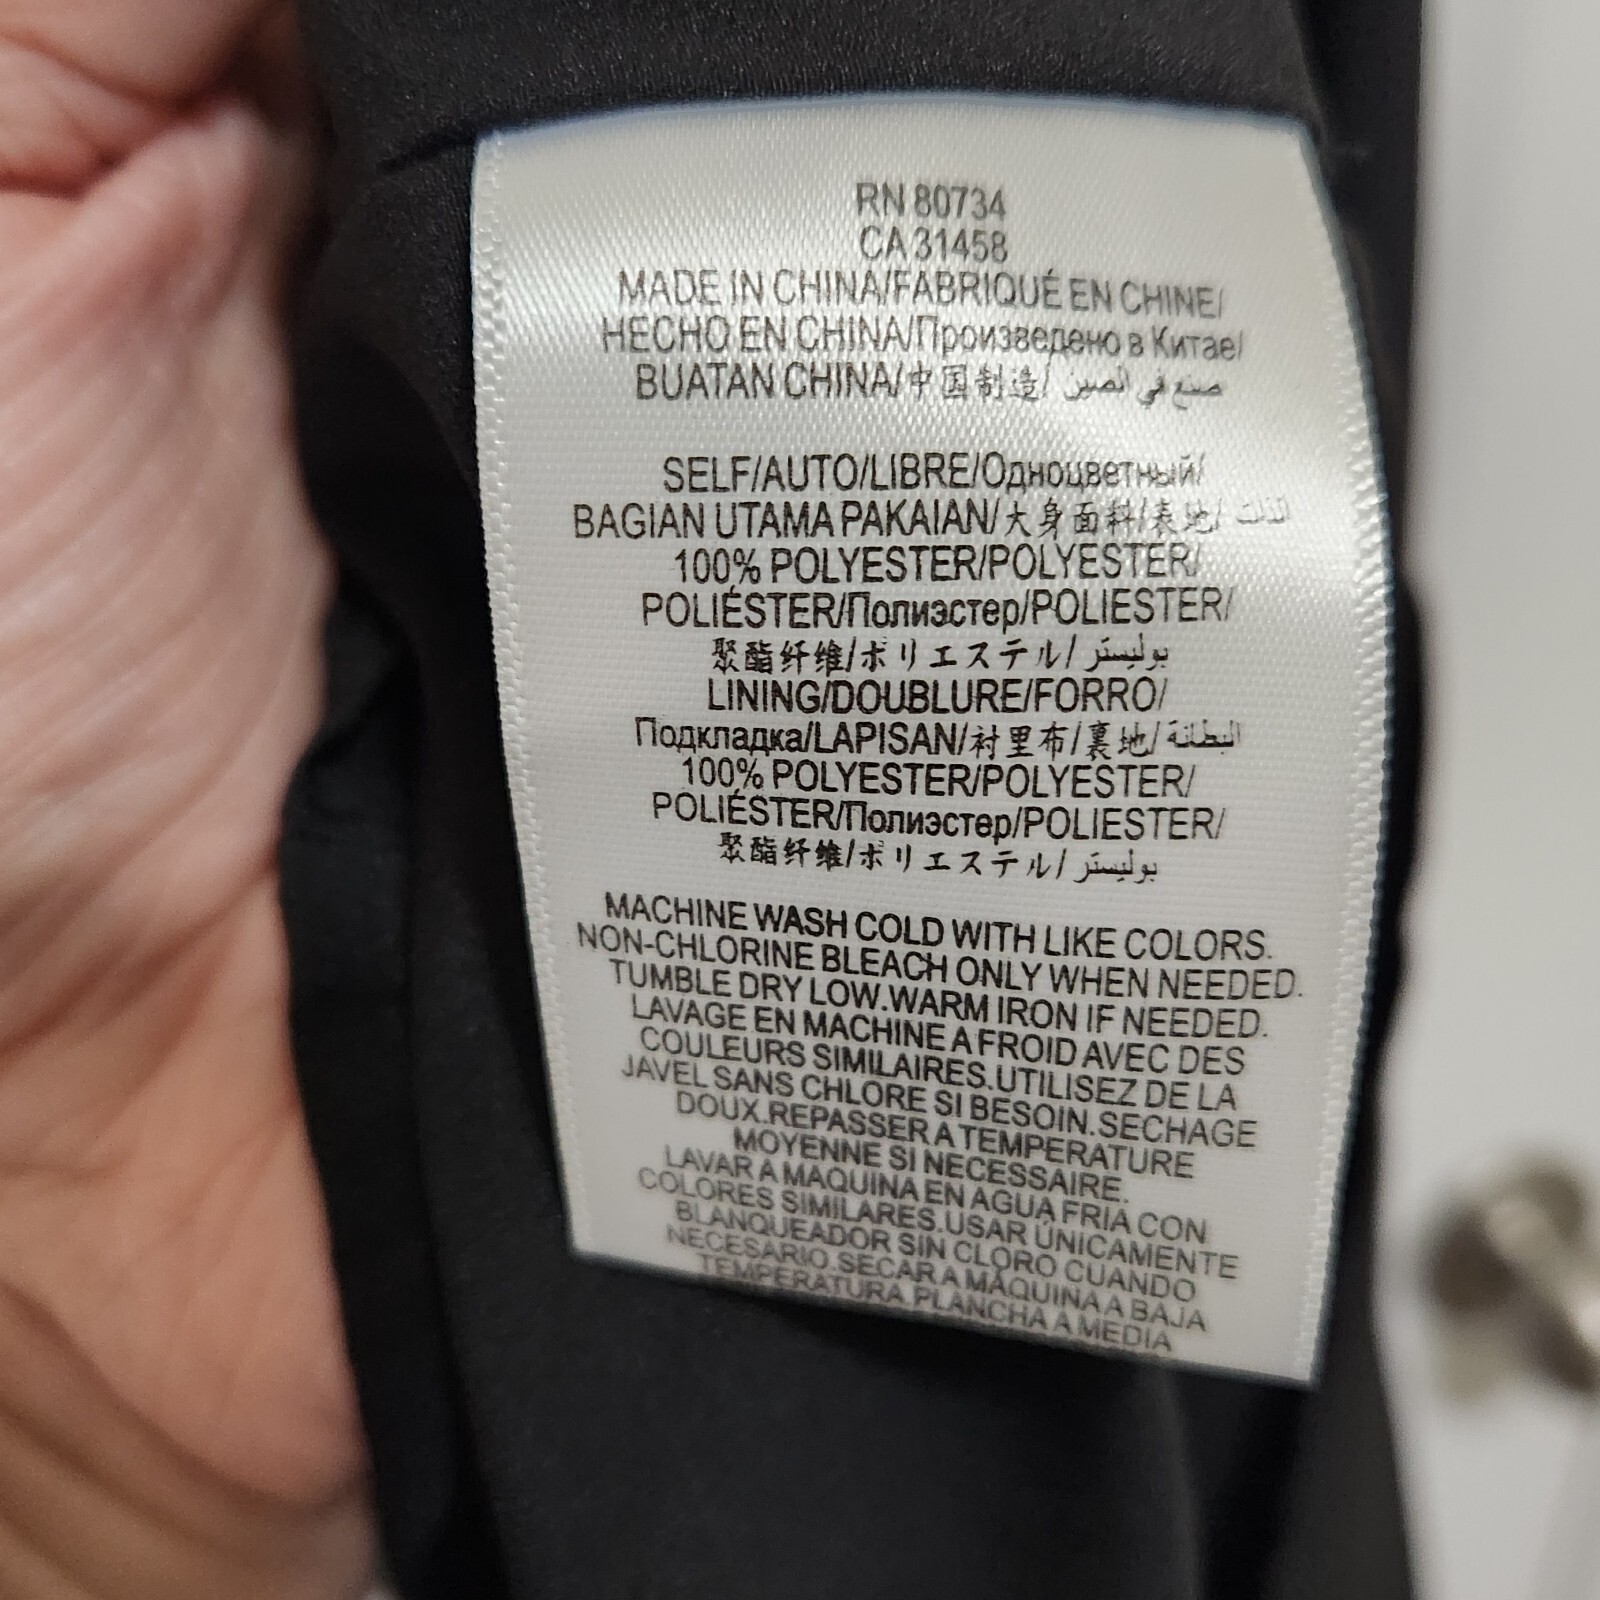 RN 80734
CA 31458
MADE IN CHINA/FABRIQUÉ EN CHINE/
HECHO EN CHINA/Произведено в Китае/
BUATAN CHINA/中国制造/ صنع في الصين
SELF/AUTO/LIBRE/Одноцветный/
BAGIAN UTAMA PAKAIAN/大身面料/表地/ الذات
100% POLYESTER/POLYESTER/
POLIÉSTER/Полиэстер/POLIESTER/
聚酯纤维/ポリエステル/ بوليستر
LINING/DOUBLURE/FORRO/
Подкладка/LAPISAN/衬里布/裏地/ البطانة
100% POLYESTER/POLYESTER/
POLIÉSTER/Полиэстер/POLIESTER/
聚酯纤维/ポリエステル/ بوليستر
MACHINE WASH COLD WITH LIKE COLORS.
NON-CHLORINE BLEACH ONLY WHEN NEEDED.
TUMBLE DRY LOW.WARM IRON IF NEEDED.
LAVAGE EN MACHINE A FROID AVEC DES
COULEURS SIMILAIRES.UTILISEZ DE LA
JAVEL SANS CHLORE SI BESOIN.SECHAGE
DOUX.REPASSER A TEMPERATURE
MOYENNE SI NECESSAIRE.
LAVAR A MAQUINA EN AGUA FRIA CON
COLORES SIMILARES.USAR ÚNICAMENTE
BLANQUEADOR SIN CLORO CUANDO
NECESARIO.SECAR A MÁQUINA A BAJA
TEMPERATURA.PLANCHA A MEDIA